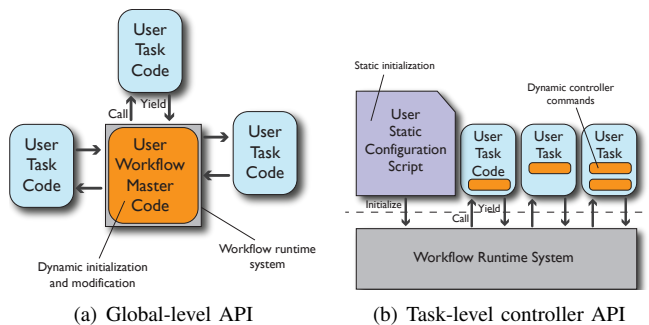 User
Task
Code
Call
Yield
User
Task
Code
User
Workflow
Master
Code
User
Task
Code
Workflow runtime
system
Dynamic initialization
and modification
(a) Global-level API
Static initialization
Dynamic controller
commands
User
Static
Configuration
Script
User
Task
Code
User
Task
User
Task
Initialize
Call
Yield
Workflow Runtime System
(b) Task-level controller API